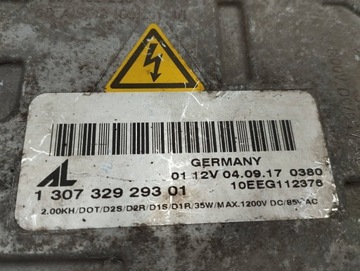 GERMANY
AL
01 12V 04.09.17 0380
1 307 329 293 01
10EEG112376
2.00KH/DOT/D2S/D2R/D1S/D1R/35W/MAX.1200V DC/85V AC